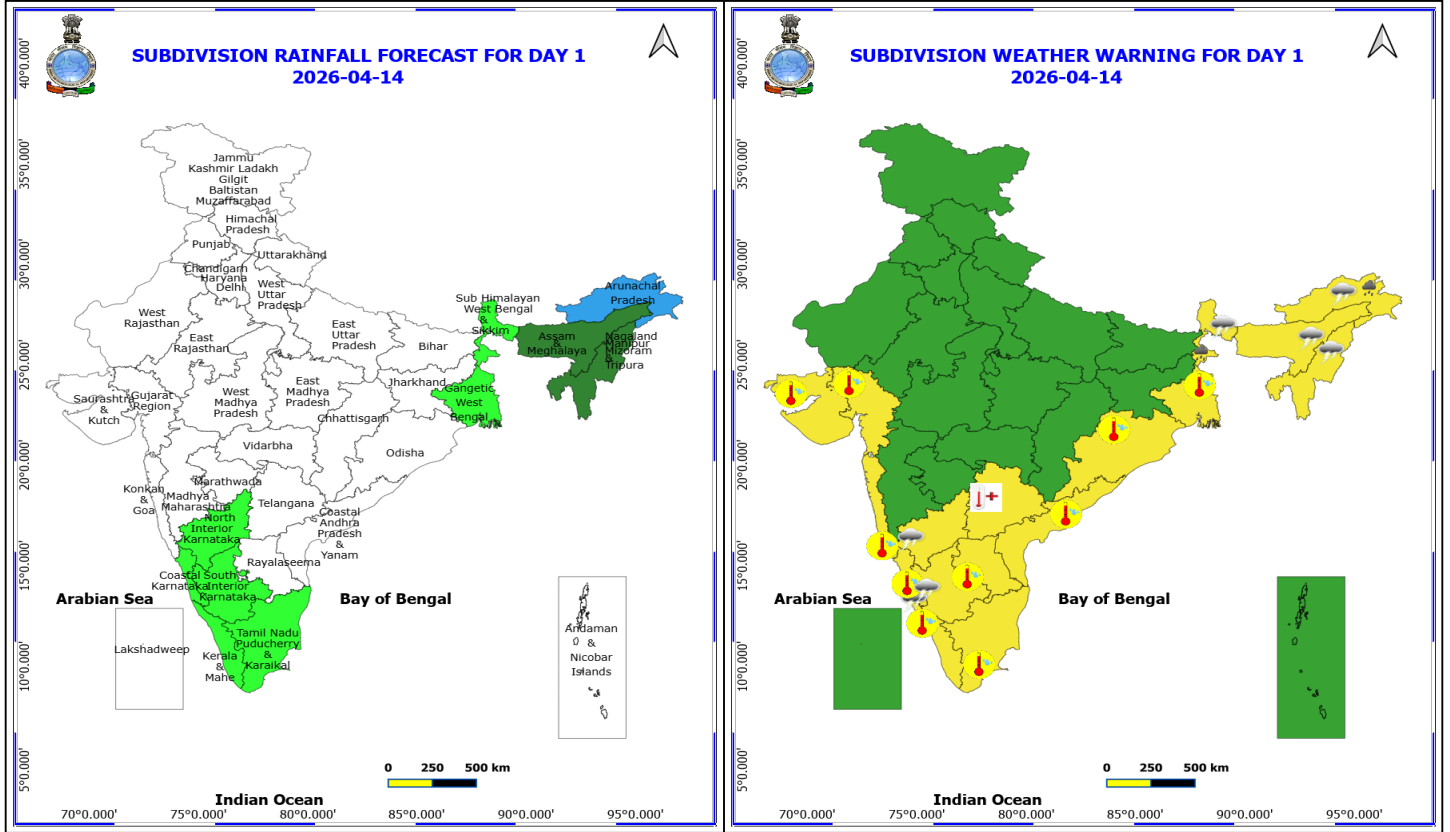 SUBDIVISION RAINFALL FORECAST FOR DAY 1
2026-04-14
40°0.000'
35°0.000'
30°0.000'
25°0.000'
20°0.000'
15°0.000'
10°0.000'
5°0.000'
Jammu
Kashmir Ladakh
Gilgit
Baltistan
Muzaffarabad
Himachal
Pradesh
Punjab
Uttarakhand
Chandigarh
Haryana
Delhi
West
Uttar
Pradesh
Arunachal
Pradesh
Sub Himalayan
West Bengal
&
Sikkim
West
Rajasthan
East
Rajasthan
East
Uttar
Pradesh
Bihar
Assam
&
Meghalaya
Nagaland
Manipur
Mizoram
&
Tripura
Saurashtra
&
Kutch
Gujarat
Region
West
Madhya
Pradesh
East
Madhya
Pradesh
Jharkhand
Gangetic
West
Bengal
Chhattisgarh
Vidarbha
Odisha
Konkan
&
Goa
Madhya
Maharashtra
Marathwada
Telangana
North
Interior
Karnataka
Coastal
Andhra
Pradesh
&
Yanam
Rayalaseema
Coastal
Karnataka
South
Interior
Karnataka
Arabian Sea
Bay of Bengal
Lakshadweep
Kerala
&
Mahe
Tamil Nadu
Puducherry
&
Karaikal
Andaman
&
Nicobar
Islands
0 250 500 km
Indian Ocean
70°0.000' 75°0.000' 80°0.000' 85°0.000' 90°0.000' 95°0.000'
SUBDIVISION WEATHER WARNING FOR DAY 1
2026-04-14
40°0.000'
35°0.000'
30°0.000'
25°0.000'
20°0.000'
15°0.000'
10°0.000'
5°0.000'
Arabian Sea
Bay of Bengal
0 250 500 km
Indian Ocean
70°0.000' 75°0.000' 80°0.000' 85°0.000' 90°0.000' 95°0.000'